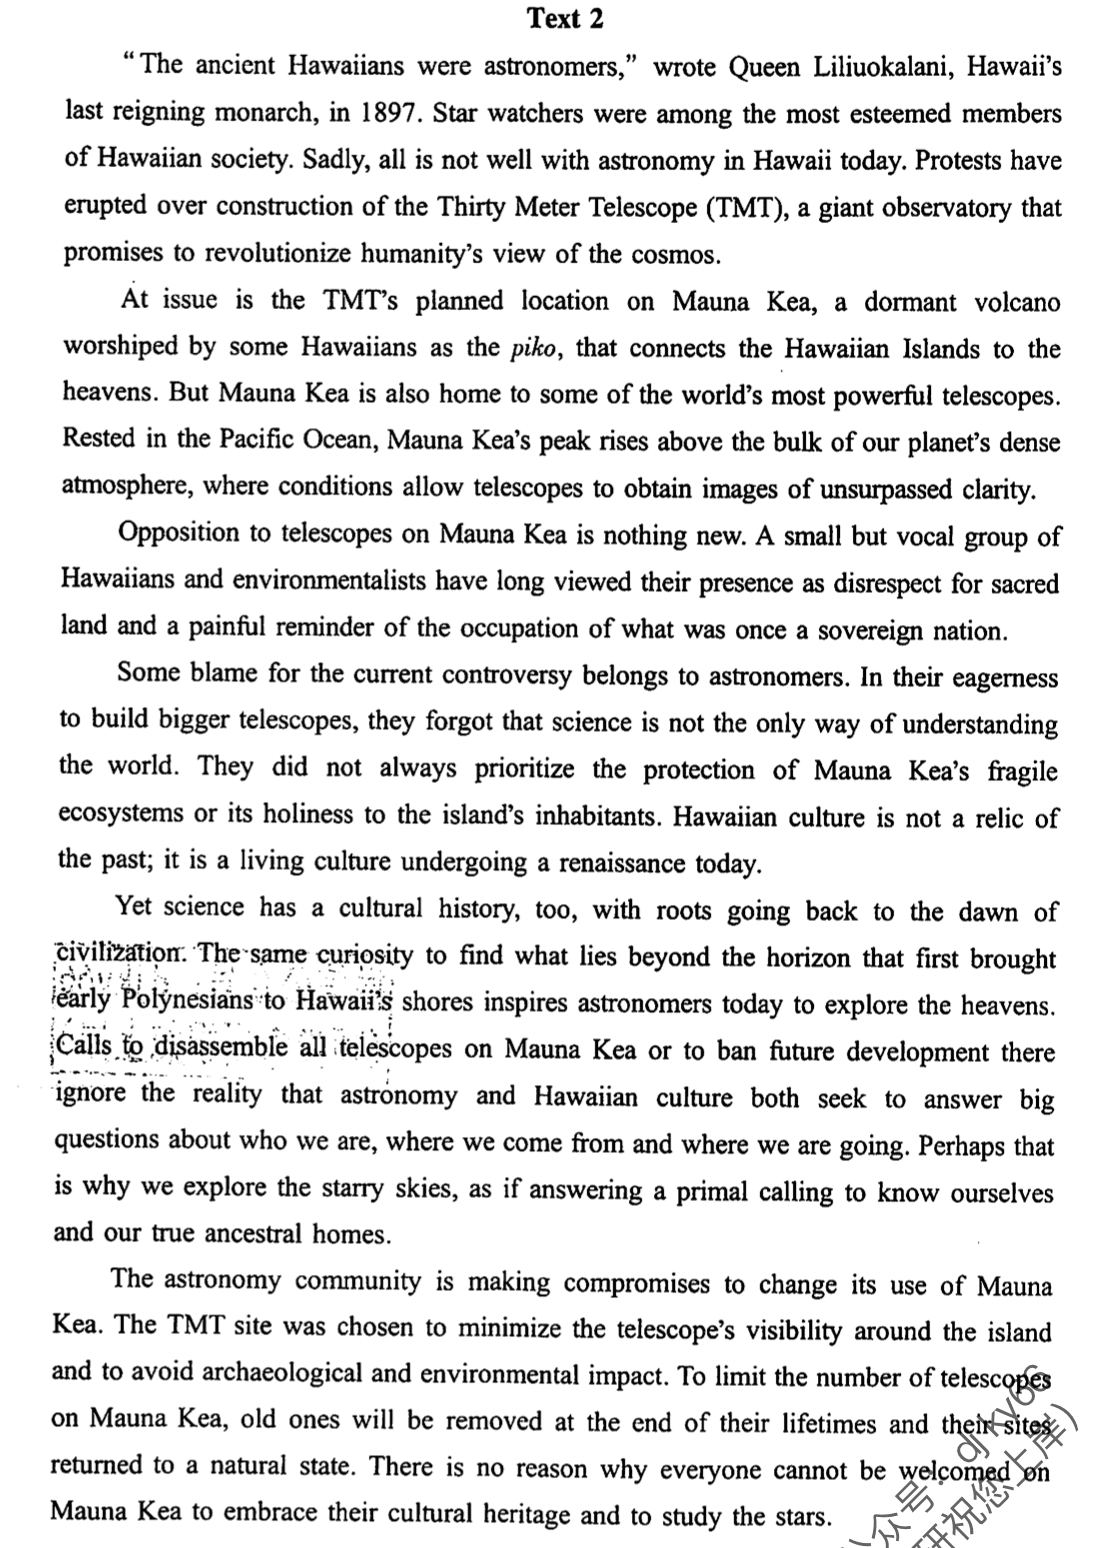 Text 2
“The ancient Hawaiians were astronomers,” wrote Queen Liliuokalani, Hawaii’s
last reigning monarch, in 1897. Star watchers were among the most esteemed members
of Hawaiian society. Sadly, all is not well with astronomy in Hawaii today. Protests have
erupted over construction of the Thirty Meter Telescope (TMT), a giant observatory that
promises to revolutionize humanity’s view of the cosmos.
At issue is the TMT’s planned location on Mauna Kea, a dormant volcano
worshiped by some Hawaiians as the piko, that connects the Hawaiian Islands to the
heavens. But Mauna Kea is also home to some of the world’s most powerful telescopes.
Rested in the Pacific Ocean, Mauna Kea’s peak rises above the bulk of our planet’s dense
atmosphere, where conditions allow telescopes to obtain images of unsurpassed clarity.
Opposition to telescopes on Mauna Kea is nothing new. A small but vocal group of
Hawaiians and environmentalists have long viewed their presence as disrespect for sacred
land and a painful reminder of the occupation of what was once a sovereign nation.
Some blame for the current controversy belongs to astronomers. In their eagerness
to build bigger telescopes, they forgot that science is not the only way of understanding
the world. They did not always prioritize the protection of Mauna Kea’s fragile
ecosystems or its holiness to the island’s inhabitants. Hawaiian culture is not a relic of
the past; it is a living culture undergoing a renaissance today.
Yet science has a cultural history, too, with roots going back to the dawn of
civilization. The same curiosity to find what lies beyond the horizon that first brought
early Polynesians to Hawaii’s shores inspires astronomers today to explore the heavens.
Calls to disassemble all telescopes on Mauna Kea or to ban future development there
ignore the reality that astronomy and Hawaiian culture both seek to answer big
questions about who we are, where we come from and where we are going. Perhaps that
is why we explore the starry skies, as if answering a primal calling to know ourselves
and our true ancestral homes.
The astronomy community is making compromises to change its use of Mauna
Kea. The TMT site was chosen to minimize the telescope’s visibility around the island
and to avoid archaeological and environmental impact. To limit the number of telescopes
on Mauna Kea, old ones will be removed at the end of their lifetimes and their sites
returned to a natural state. There is no reason why everyone cannot be welcomed on
Mauna Kea to embrace their cultural heritage and to study the stars.
众号: djky66
研祝您上岸)